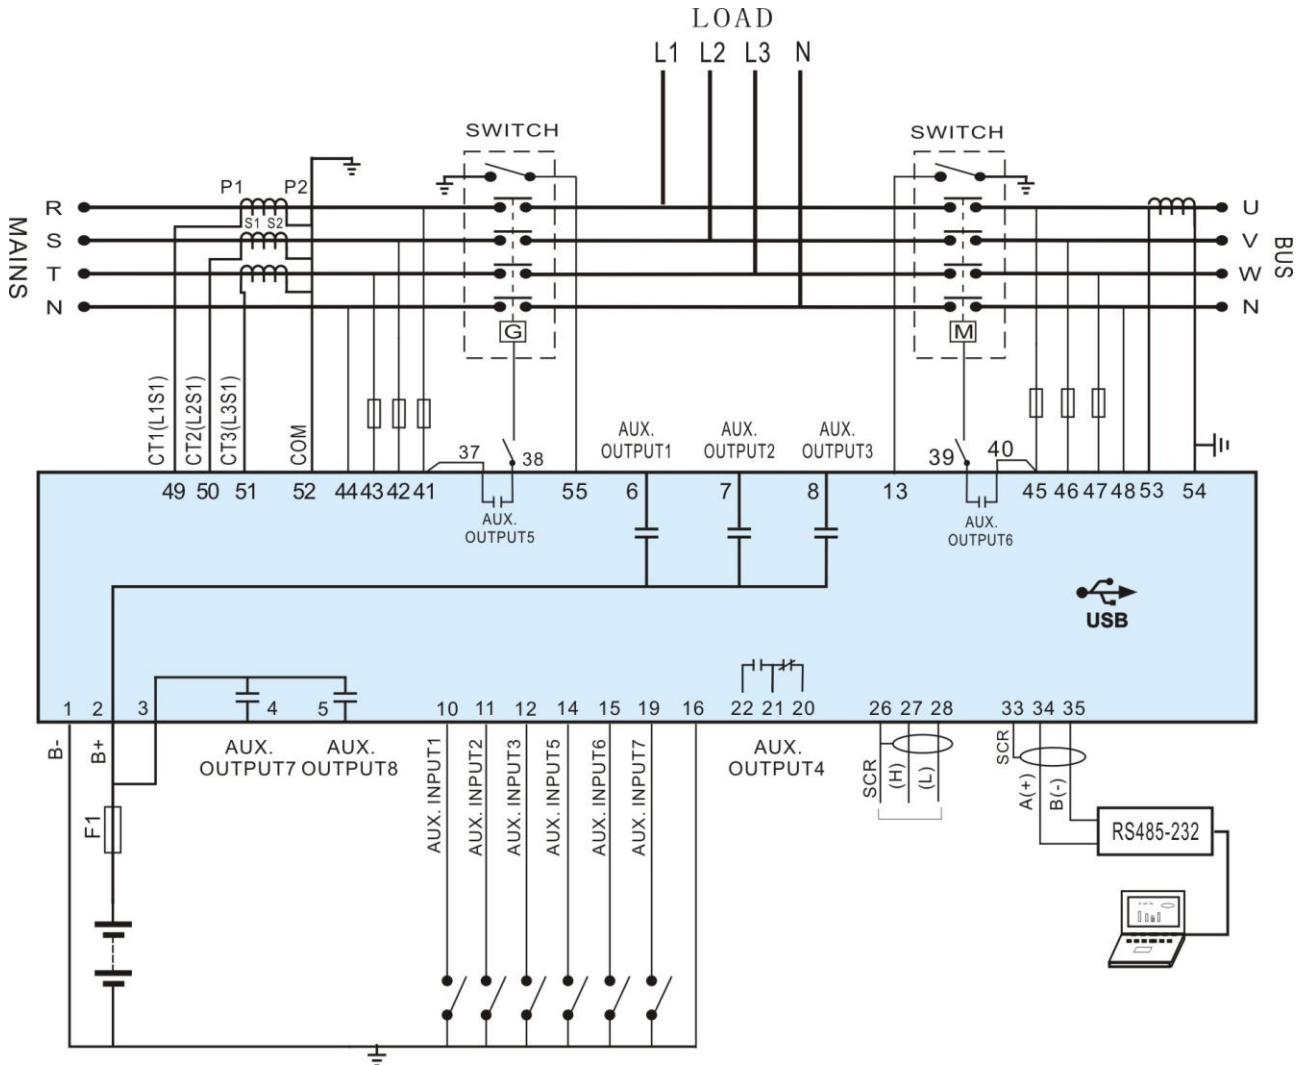 LOAD
L1 L2 L3 N
SWITCH
SWITCH
P1 P2
S1 S2
R
S
T
N
MAINS
U
V
W
N
BUS
G
M
CT1(L1S1)
CT2(L2S1)
CT3(L3S1)
COM
37 38
AUX.
OUTPUT1
AUX.
OUTPUT2
AUX.
OUTPUT3
39 40
49 50 51 52 44 43 42 41 55 6 7 8 13 45 46 47 48 53 54
AUX.
OUTPUT5
AUX.
OUTPUT6
USB
1 2 3 4 5 10 11 12 14 15 19 16 22 21 20 26 27 28 33 34 35
B-
B+
AUX.
OUTPUT7
AUX.
OUTPUT8
AUX. INPUT1
AUX. INPUT2
AUX. INPUT3
AUX. INPUT5
AUX. INPUT6
AUX. INPUT7
AUX.
OUTPUT4
SCR
(H)
(L)
SCR
A(+)
B(-)
F1
RS485-232